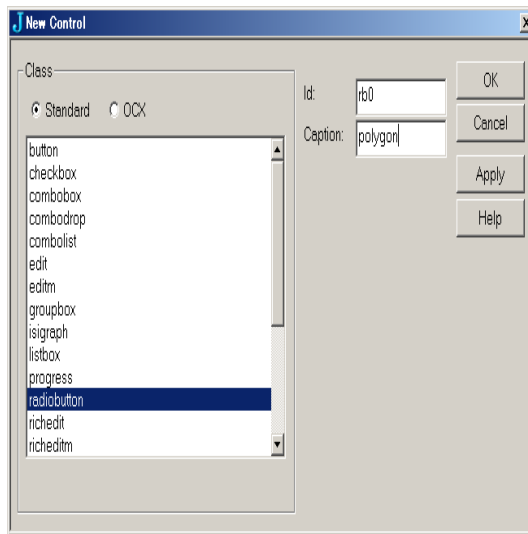 J New Control
Class
Standard OCX
button
checkbox
combobox
combodrop
combolist
edit
editm
groupbox
isigraph
listbox
progress
radiobutton
richedit
richeditm
Id: rb0
Caption: polygon
OK
Cancel
Apply
Help